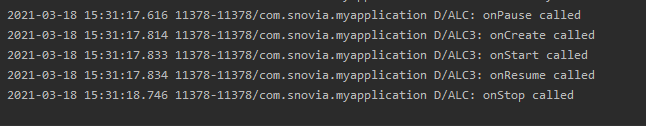 2021-03-18 15:31:17.616 11378-11378/com.snovia.myapplication D/ALC: onPause called
2021-03-18 15:31:17.814 11378-11378/com.snovia.myapplication D/ALC3: onCreate called
2021-03-18 15:31:17.833 11378-11378/com.snovia.myapplication D/ALC3: onStart called
2021-03-18 15:31:17.834 11378-11378/com.snovia.myapplication D/ALC3: onResume called
2021-03-18 15:31:18.746 11378-11378/com.snovia.myapplication D/ALC: onStop called